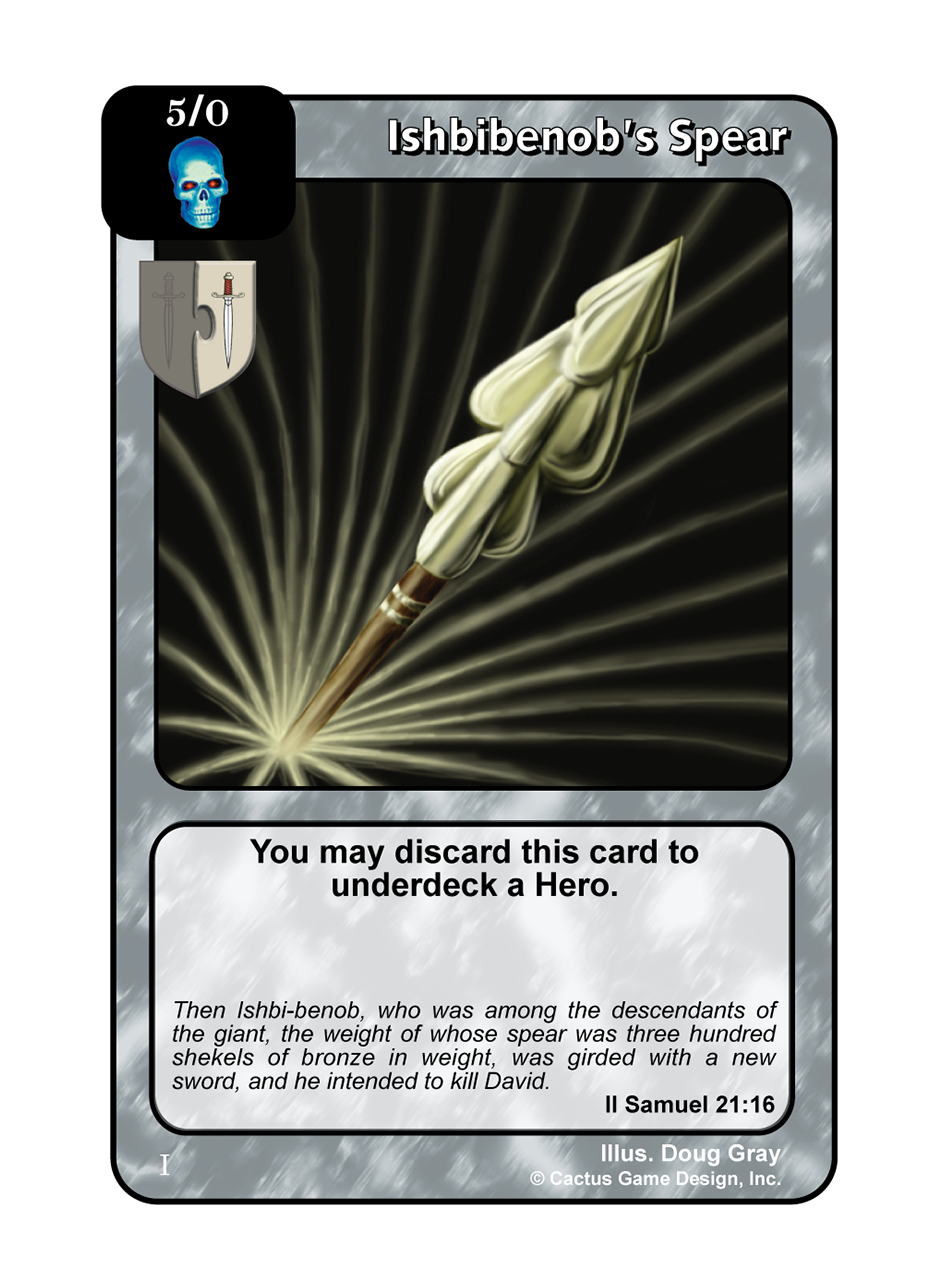 5/0
Ishbibenob's Spear
You may discard this card to
underdeck a Hero.
Then Ishbi-benob, who was among the descendants of
the giant, the weight of whose spear was three hundred
shekels of bronze in weight, was girded with a new
sword, and he intended to kill David.
II Samuel 21:16
I
Illus. Doug Gray
© Cactus Game Design, Inc.